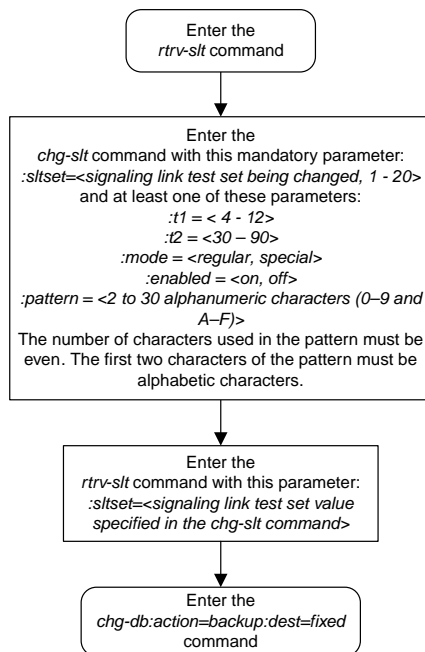 Enter the
rtrv-slt command
Enter the
chg-slt command with this mandatory parameter:
:sltset=<signaling link test set being changed, 1 - 20>
and at least one of these parameters:
:t1 = < 4 - 12>
:t2 = <30 – 90>
:mode = <regular, special>
:enabled = <on, off>
:pattern = <2 to 30 alphanumeric characters (0–9 and
A–F)>
The number of characters used in the pattern must be
even. The first two characters of the pattern must be
alphabetic characters.
Enter the
rtrv-slt command with this parameter:
:sltset=<signaling link test set value
specified in the chg-slt command>
Enter the
chg-db:action=backup:dest=fixed
command